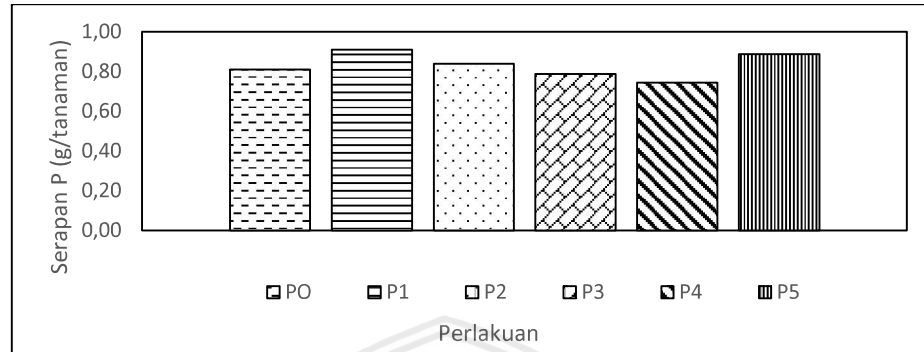 Serapan P (g/tanaman)
1,00
0,80
0,60
0,40
0,20
0,00
PO P1 P2 P3 P4 P5
Perlakuan